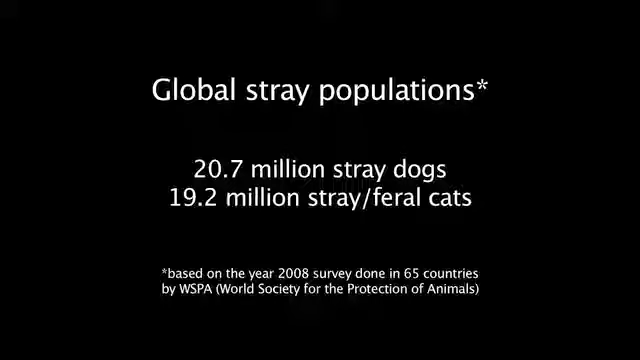 Global stray populations*
20.7 million stray dogs
19.2 million stray/feral cats
*based on the year 2008 survey done in 65 countries
by WSPA (World Society for the Protection of Animals)